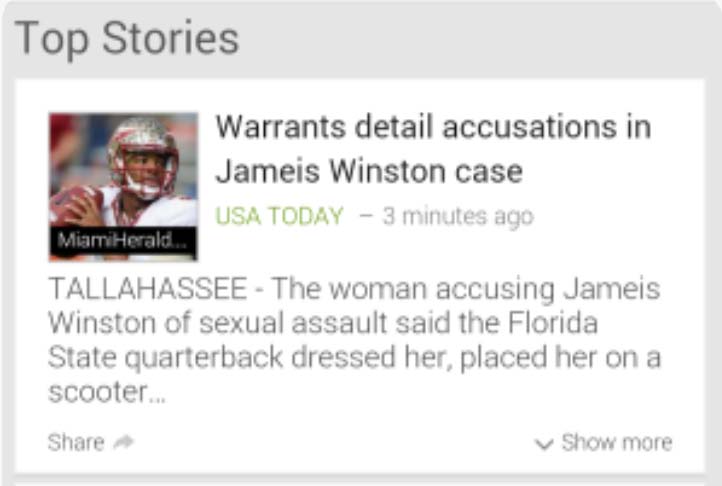 Top Stories
Warrants detail accusations in
Jameis Winston case
USA TODAY – 3 minutes ago
MiamiHerald...
TALLAHASSEE - The woman accusing Jameis
Winston of sexual assault said the Florida
State quarterback dressed her, placed her on a
scooter...
Share
Show more